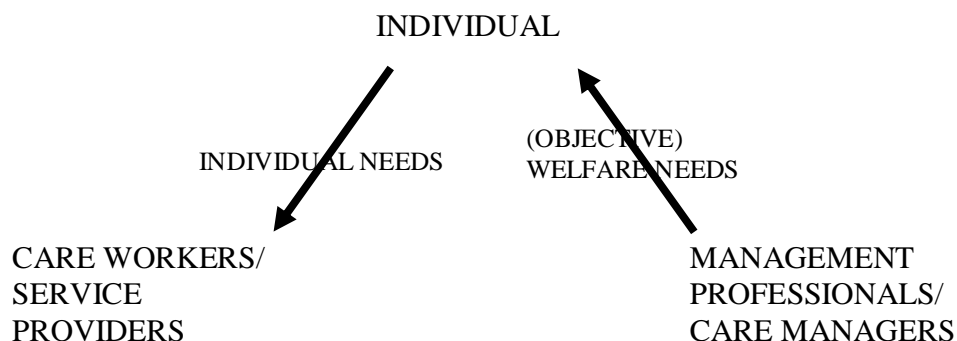 INDIVIDUAL
INDIVIDUAL NEEDS
(OBJECTIVE)
WELFARE NEEDS
CARE WORKERS/
SERVICE
PROVIDERS
MANAGEMENT
PROFESSIONALS/
CARE MANAGERS